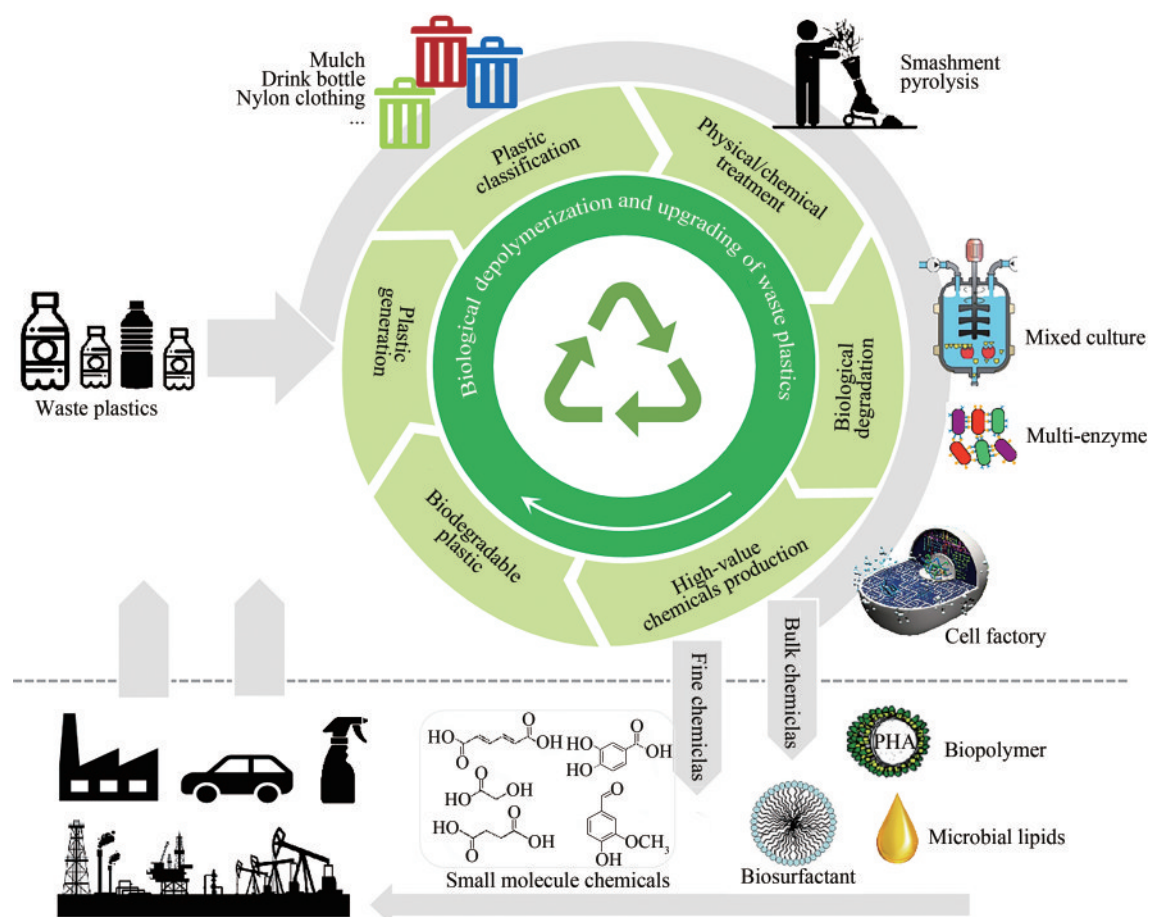 Mulch
Drink bottle
Nylon clothing
...
Smashment
pyrolysis
Plastic
classification
Physical/chemical
treatment
Biological depolymerization and upgrading of waste plastics
Plastic
generation
Biological
degradation
Mixed culture
Multi-enzyme
Waste plastics
Biodegradable
plastic
High-value
chemicals production
Cell factory
Fine chemiclas
Bulk chemiclas
HO
O
OH
O
O
HO
OH
HO
O
HO
OH
O
HO
OH
O
O
OCH3
OH
Small molecule chemicals
PHA
Biopolymer
Microbial lipids
Biosurfactant